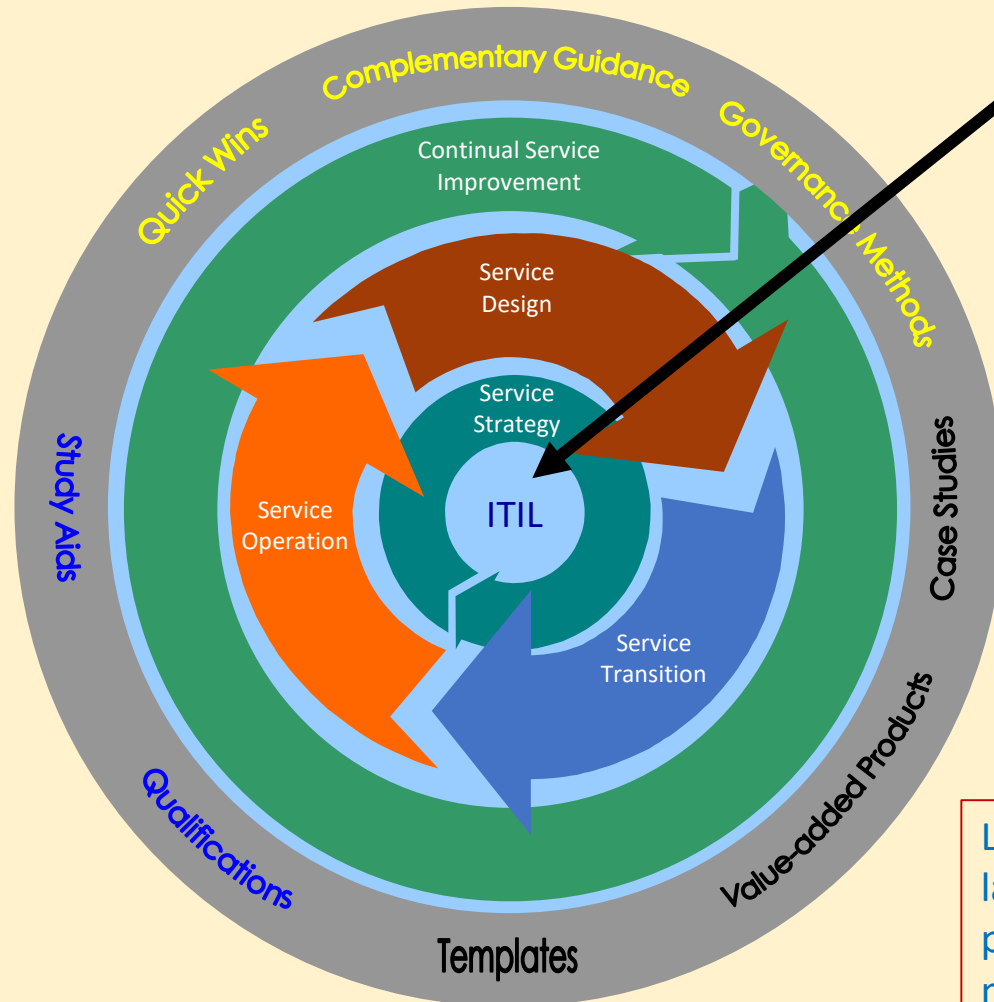 Complementary Guidance
Quick Wins
Governance Methods
Continual Service
Improvement
Service
Design
Service
Strategy
Study Aids
Case Studies
ITIL
Service
Operation
Service
Transition
Value-added Products
Qualifications
Templates